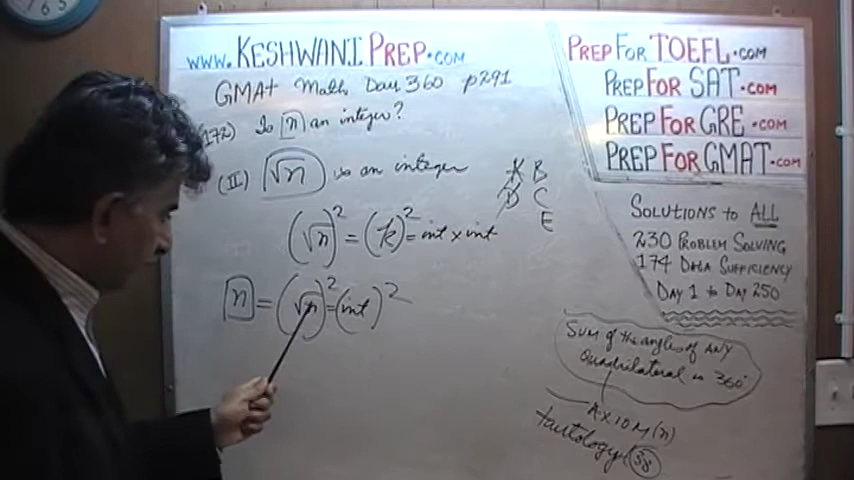 www.KESHWANIPREP.com
GMAT Math Day 360 p291
(172) Is n an integer?
(II) √n is an integer
(√n)² = (k)² = int x int
n = (√n)² = (int)²
A B
D C
E
PREPFORTOEFL.com
PREPFORSAT.com
PREPFORGRE.com
PREPFORGMAT.com
SOLUTIONS to ALL
230 PROBLEM SOLVING
174 DATA SUFFICIENCY
DAY 1 to DAY 250
Sum of the angles of ANY
Quadrilateral is 360°
AXIOM(n)
tautology